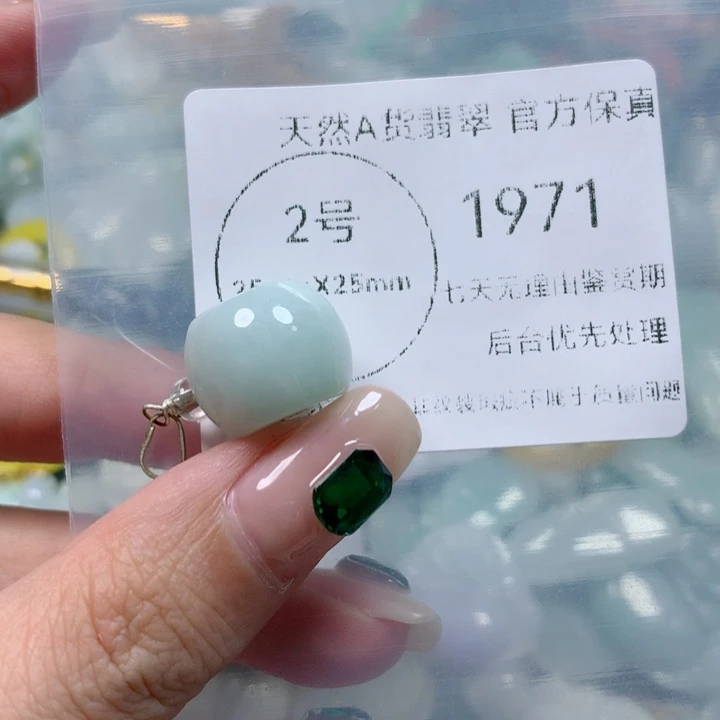 天然A货翡翠 官方保真
2号
1971
X25mm
七天无理由鉴赏期
后台优先处理